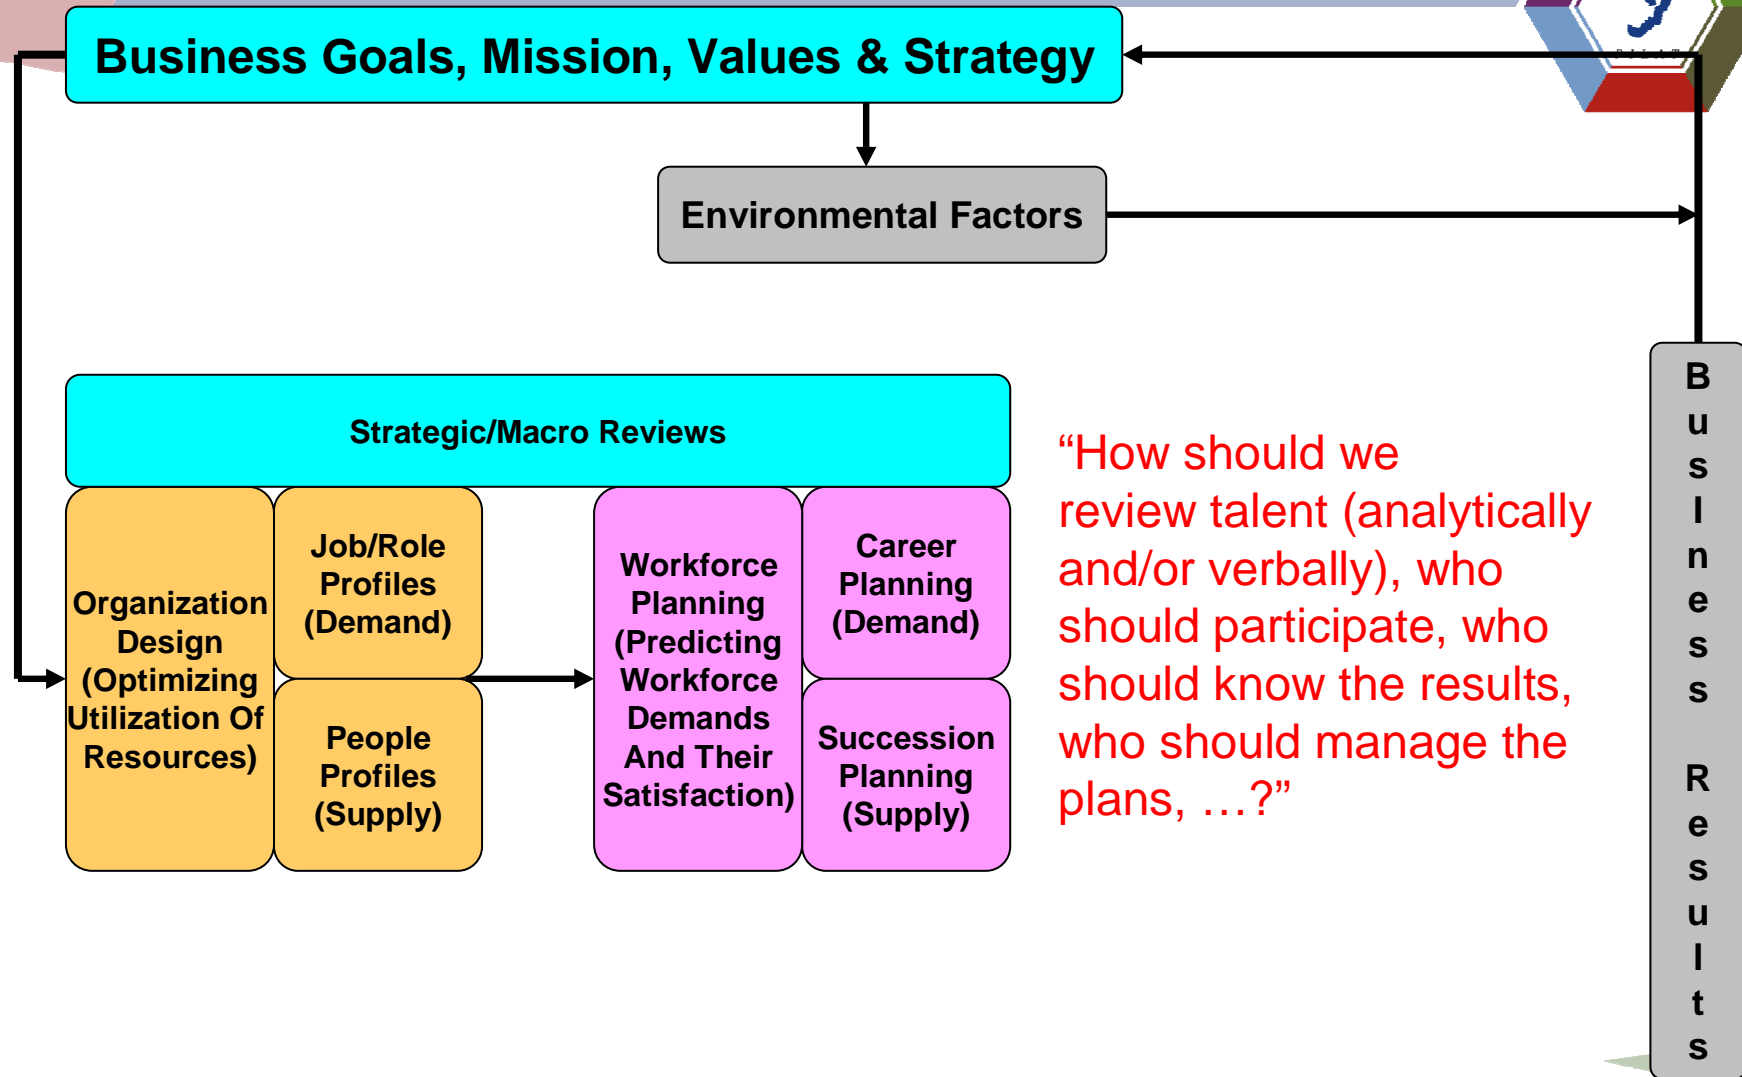 Business Goals, Mission, Values & Strategy
PILAT
Environmental Factors
Strategic/Macro Reviews
Organization
Design
(Optimizing
Utilization Of
Resources)
Job/Role
Profiles
(Demand)
People
Profiles
(Supply)
Workforce
Planning
(Predicting
Workforce
Demands
And Their
Satisfaction)
Career
Planning
(Demand)
Succession
Planning
(Supply)
“How should we
review talent (analytically
and/or verbally), who
should participate, who
should know the results,
who should manage the
plans, …?”
B
u
s
I
n
e
s
s
R
e
s
u
l
t
s